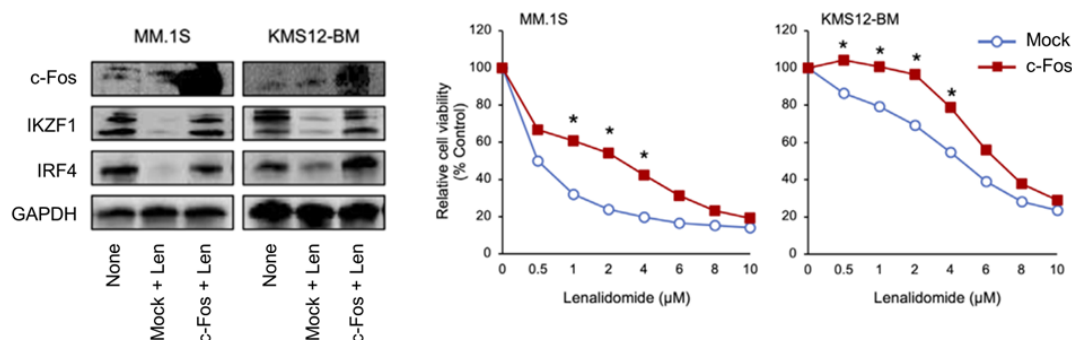 MM.1S KMS12-BM
c-Fos
IKZF1
IRF4
GAPDH
None
Mock + Len
c-Fos + Len
None
Mock + Len
c-Fos + Len
MM.1S
Relative cell viability
(% Control)
120
100
80
60
40
20
0
* * *
0 0.5 1 2 4 6 8 10
Lenalidomide (µM)
KMS12-BM
120
100
80
60
40
20
0
* * * *
0 0.5 1 2 4 6 8 10
Lenalidomide (µM)
Mock
c-Fos